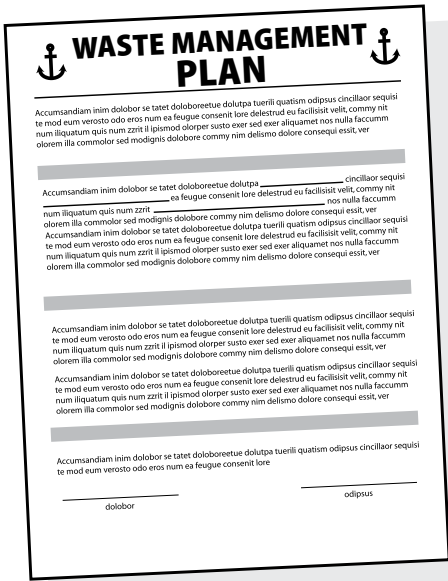 WASTE MANAGEMENT
PLAN
Accumsandiam inim dolobor se tatet doloboreetue dolutpa tuerili quatism odipsus cincillaor sequisi
te mod eum verosto odo eros num ea feugue consenit lore delestrud eu facilisisit velit, commy nit
num iliquatum quis num zzrit il ipismod olorper susto exer sed exer aliquamet nos nulla faccumm
olorem illa commolor sed modignis dolobore commy nim delismo dolore consequi essit, ver
Accumsandiam inim dolobor se tatet doloboreetue dolutpa cincillaor sequisi
ea feugue consenit lore delestrud eu facilisisit velit, commy nit
num iliquatum quis num zzrit nos nulla faccumm
olorem illa commolor sed modignis dolobore commy nim delismo dolore consequi essit, ver
Accumsandiam inim dolobor se tatet doloboreetue dolutpa tuerili quatism odipsus cincillaor sequisi
te mod eum verosto odo eros num ea feugue consenit lore delestrud eu facilisisit velit, commy nit
num iliquatum quis num zzrit il ipismod olorper susto exer sed exer aliquamet nos nulla faccumm
olorem illa commolor sed modignis dolobore commy nim delismo dolore consequi essit, ver
Accumsandiam inim dolobor se tatet doloboreetue dolutpa tuerili quatism odipsus cincillaor sequisi
te mod eum verosto odo eros num ea feugue consenit lore delestrud eu facilisisit velit, commy nit
num iliquatum quis num zzrit il ipismod olorper susto exer sed exer aliquamet nos nulla faccumm
olorem illa commolor sed modignis dolobore commy nim delismo dolore consequi essit, ver
Accumsandiam inim dolobor se tatet doloboreetue dolutpa tuerili quatism odipsus cincillaor sequisi
te mod eum verosto odo eros num ea feugue consenit lore delestrud eu facilisisit velit, commy nit
num iliquatum quis num zzrit il ipismod olorper susto exer sed exer aliquamet nos nulla faccumm
olorem illa commolor sed modignis dolobore commy nim delismo dolore consequi essit, ver
Accumsandiam inim dolobor se tatet doloboreetue dolutpa tuerili quatism odipsus cincillaor sequisi
te mod eum verosto odo eros num ea feugue consenit lore
dolobor
odipsus